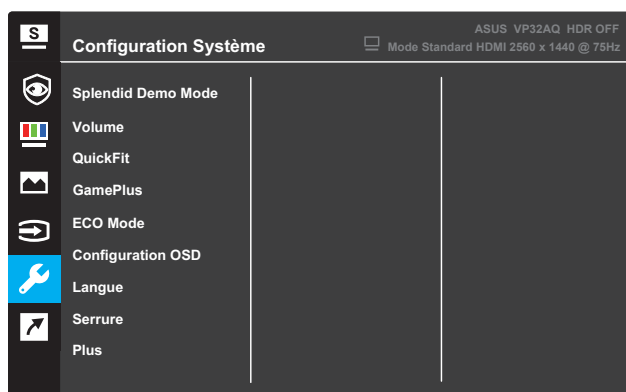 S
ASUS VP32AQ HDR OFF
Configuration Système
Mode Standard HDMI 2560 x 1440 @ 75Hz
Splendid Demo Mode
Volume
QuickFit
GamePlus
ECO Mode
Configuration OSD
Langue
Serrure
Plus